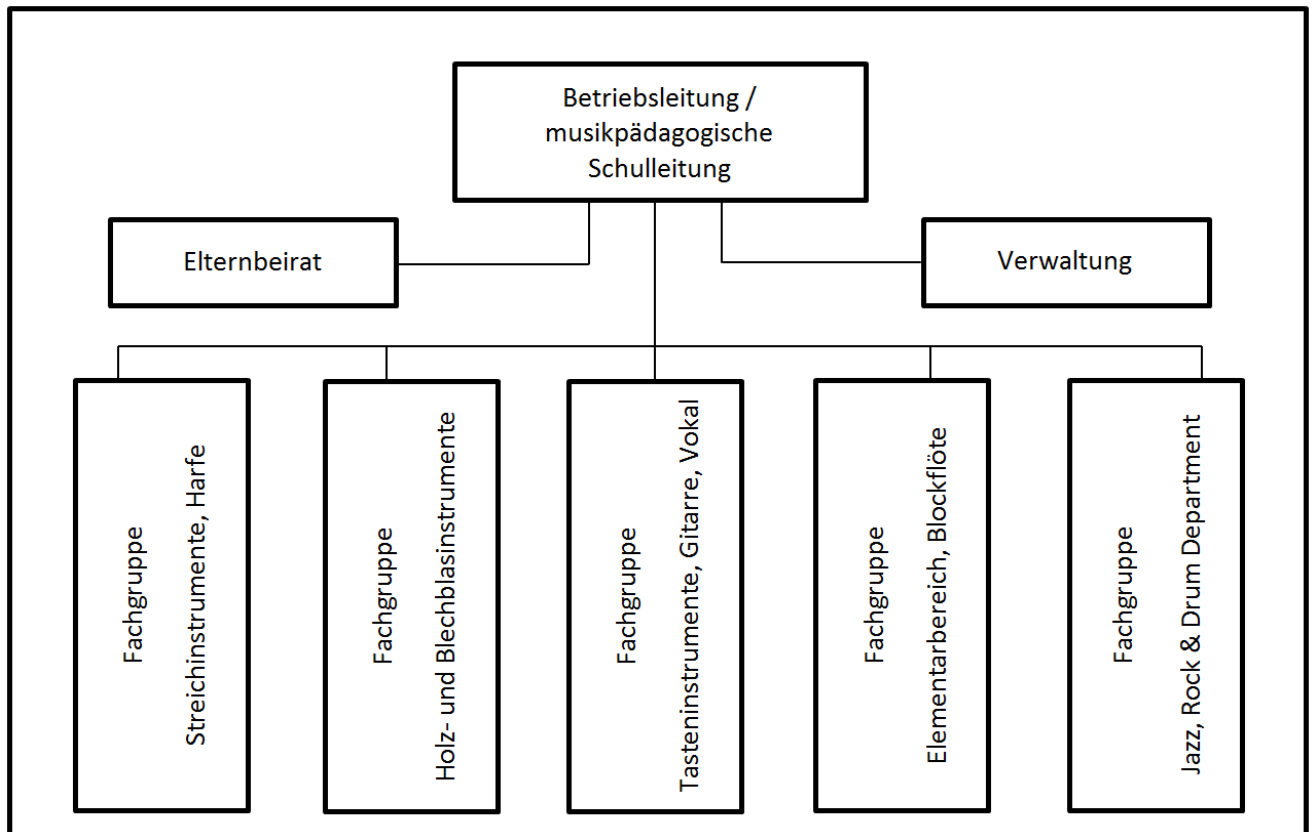 Betriebsleitung /
musikpädagogische
Schulleitung
Elternbeirat
Verwaltung
Fachgruppe
Streichinstrumente, Harfe
Fachgruppe
Holz- und Blechblasinstrumente
Fachgruppe
Tasteninstrumente, Gitarre, Vokal
Fachgruppe
Elementarbereich, Blockflöte
Fachgruppe
Jazz, Rock & Drum Department